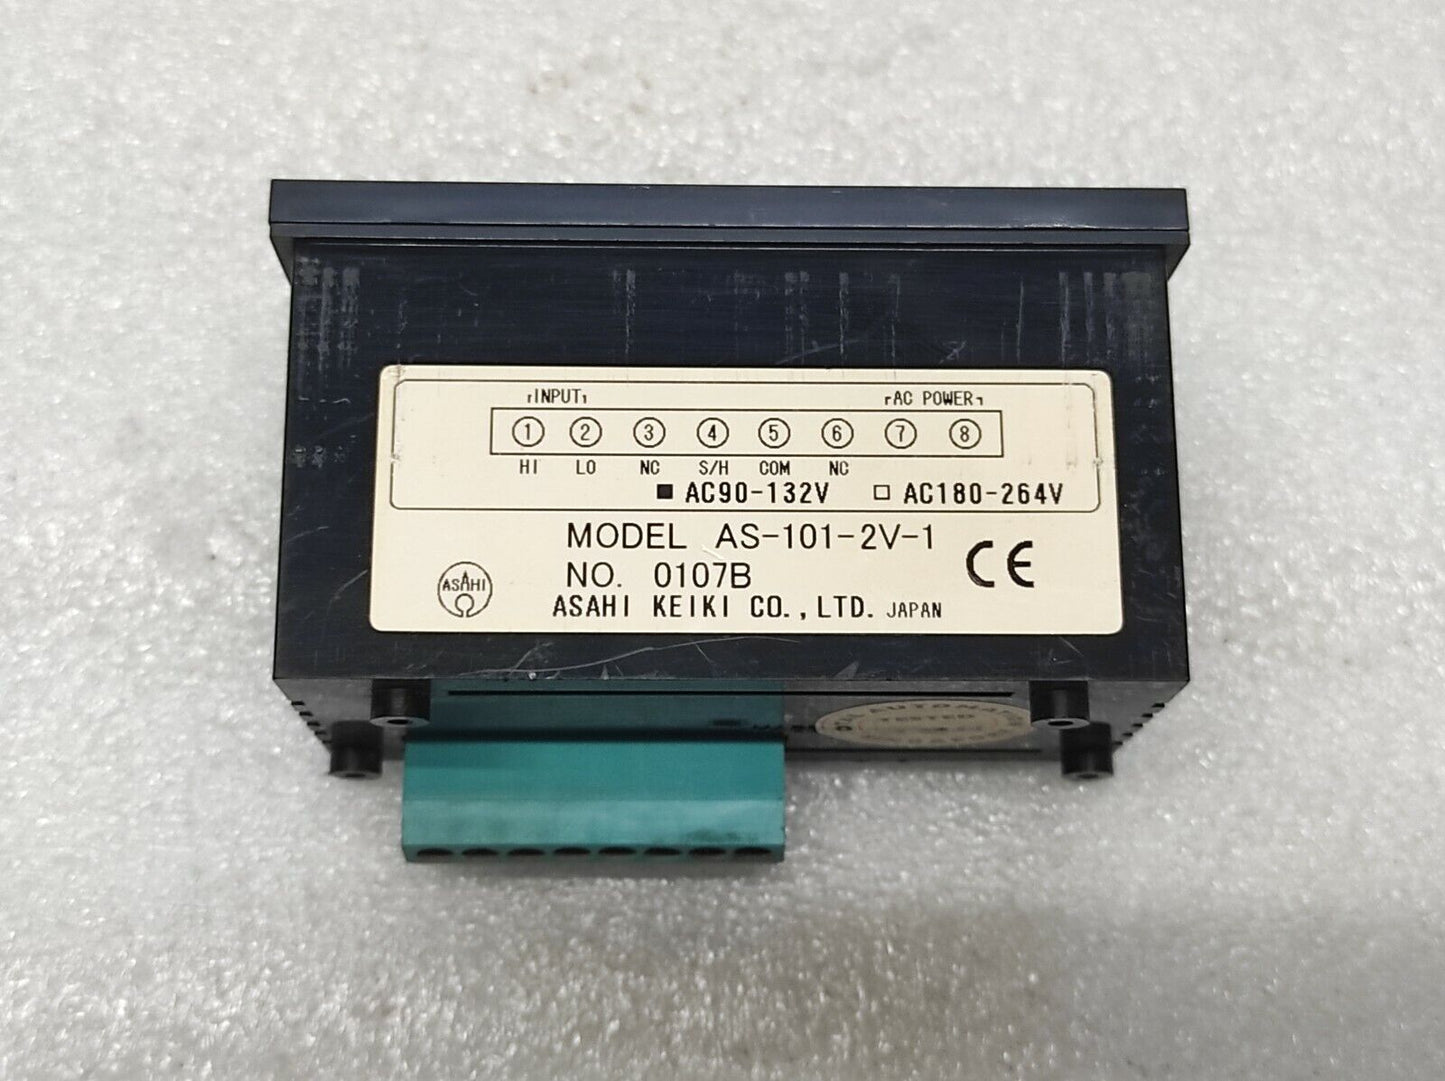 ┌INPUT┐ ┌AC POWER┐
① ② ③ ④ ⑤ ⑥ ⑦ ⑧
HI LO NC S/H COM NC
■ AC90-132V □ AC180-264V
MODEL AS-101-2V-1
NO. 0107B
CE
ASAHI
ASAHI KEIKI CO.,LTD. JAPAN
TESTED